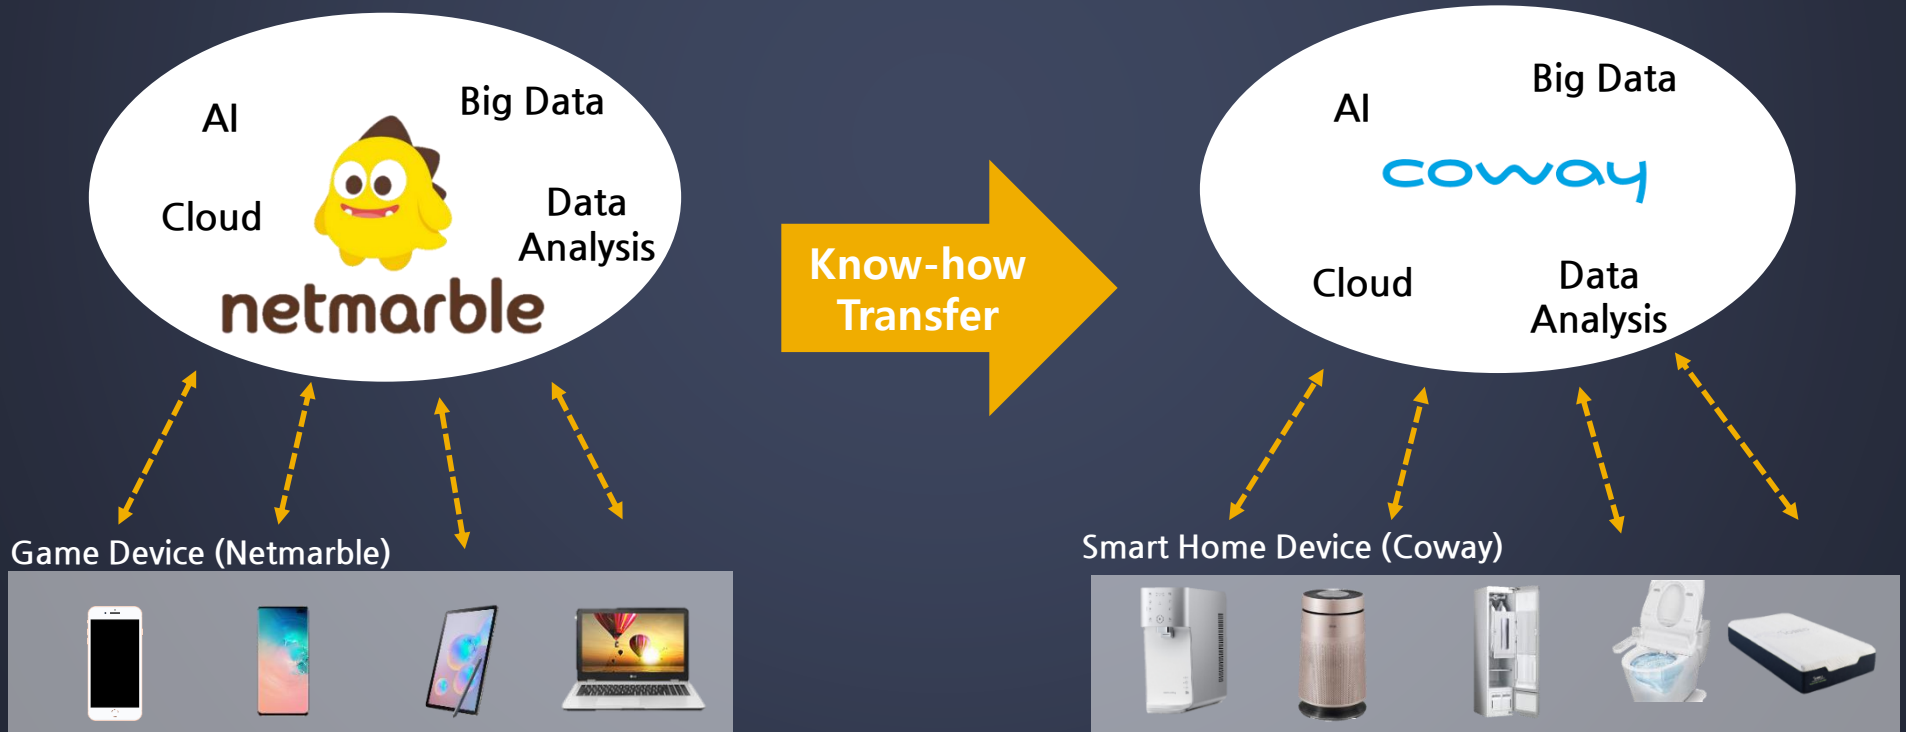 AI
Big Data
Cloud
Data
Analysis
netmarble
Know-how
Transfer
AI
Big Data
coway
Cloud
Data
Analysis
Game Device (Netmarble)
Smart Home Device (Coway)